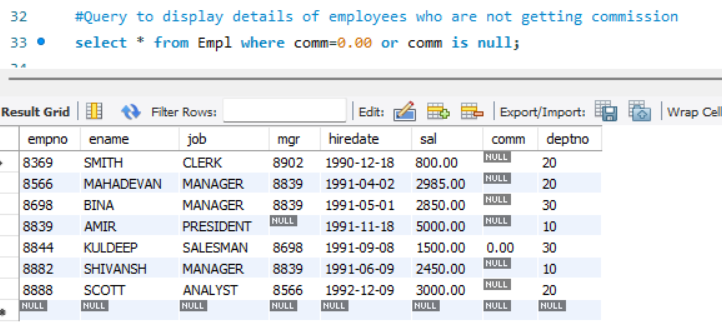 32 #Query to display details of employees who are not getting commission
33 select * from Empl where comm=0.00 or comm is null;
Result Grid Filter Rows: Edit: Export/Import: Wrap Cell
empno ename job mgr hiredate sal comm deptno
8369 SMITH CLERK 8902 1990-12-18 800.00 NULL 20
8566 MAHADEVAN MANAGER 8839 1991-04-02 2985.00 NULL 20
8698 BINA MANAGER 8839 1991-05-01 2850.00 NULL 30
8839 AMIR PRESIDENT NULL 1991-11-18 5000.00 NULL 10
8844 KULDEEP SALESMAN 8698 1991-09-08 1500.00 0.00 30
8882 SHIVANSH MANAGER 8839 1991-06-09 2450.00 NULL 10
8888 SCOTT ANALYST 8566 1992-12-09 3000.00 NULL 20
NULL NULL NULL NULL NULL NULL NULL NULL